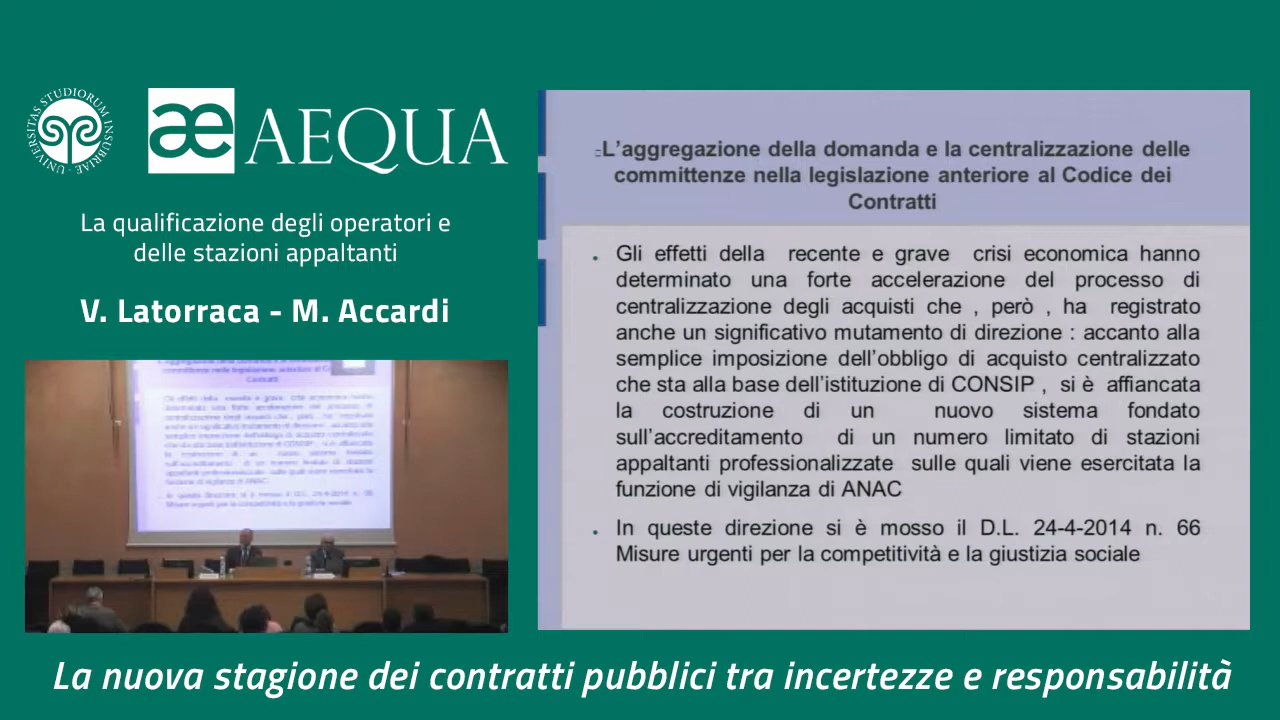 UNIVERSITAS STUDIORUM INSUBRIAE
æ AEQUA
La qualificazione degli operatori e
delle stazioni appaltanti
V. Latorraca - M. Accardi
L'aggregazione della domanda e la centralizzazione delle
committenze nella legislazione anteriore al Codice dei
Contratti
Gli effetti della recente e grave crisi economica hanno
determinato una forte accelerazione del processo di
centralizzazione degli acquisti che , però , ha registrato
anche un significativo mutamento di direzione : accanto alla
semplice imposizione dell'obbligo di acquisto centralizzato
che sta alla base dell'istituzione di CONSIP , si è affiancata
la costruzione di un nuovo sistema fondato
sull'accreditamento di un numero limitato di stazioni
appaltanti professionalizzate sulle quali viene esercitata la
funzione di vigilanza di ANAC
In queste direzione si è mosso il D.L. 24-4-2014 n. 66
Misure urgenti per la competitività e la giustizia sociale
La nuova stagione dei contratti pubblici tra incertezze e responsabilità